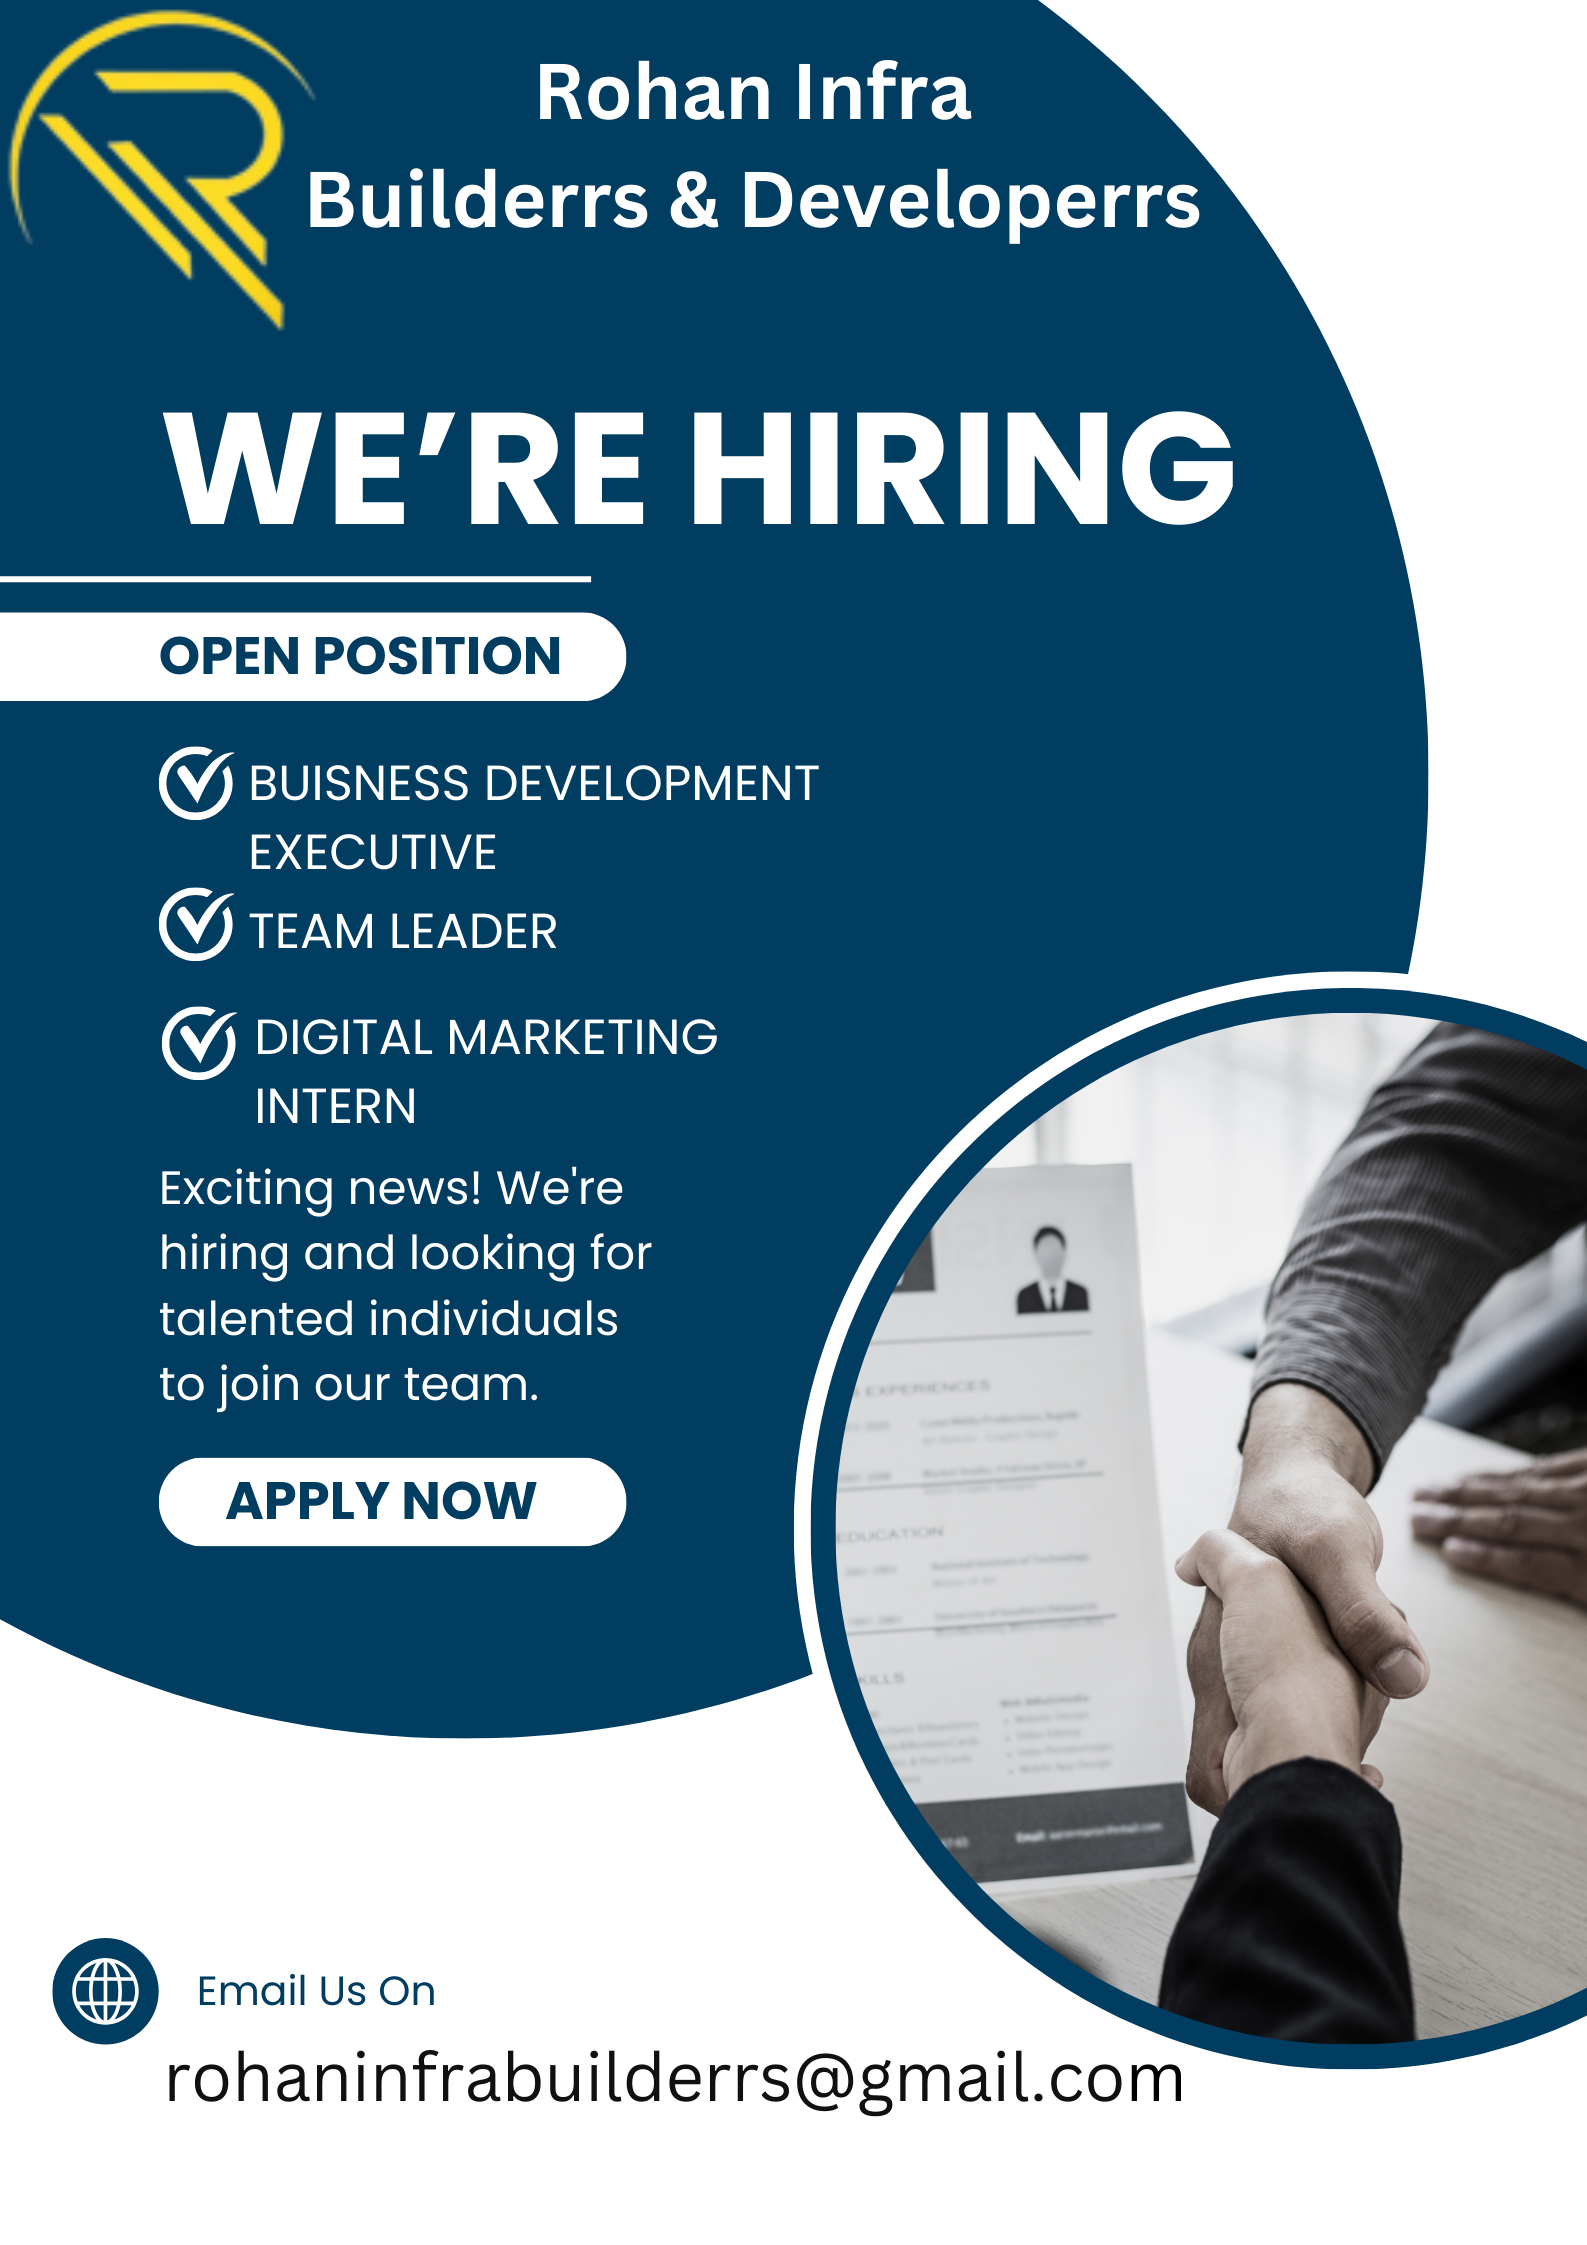 Rohan Infra
Builderrs & Developerrs
WE'RE HIRING
OPEN POSITION
BUISNESS DEVELOPMENT
EXECUTIVE
TEAM LEADER
DIGITAL MARKETING
INTERN
Exciting news! We're
hiring and looking for
talented individuals
to join our team.
APPLY NOW
EXPERIENCES
EDUCATION
Email Us On
rohaninfrabuilderrs@gmail.com